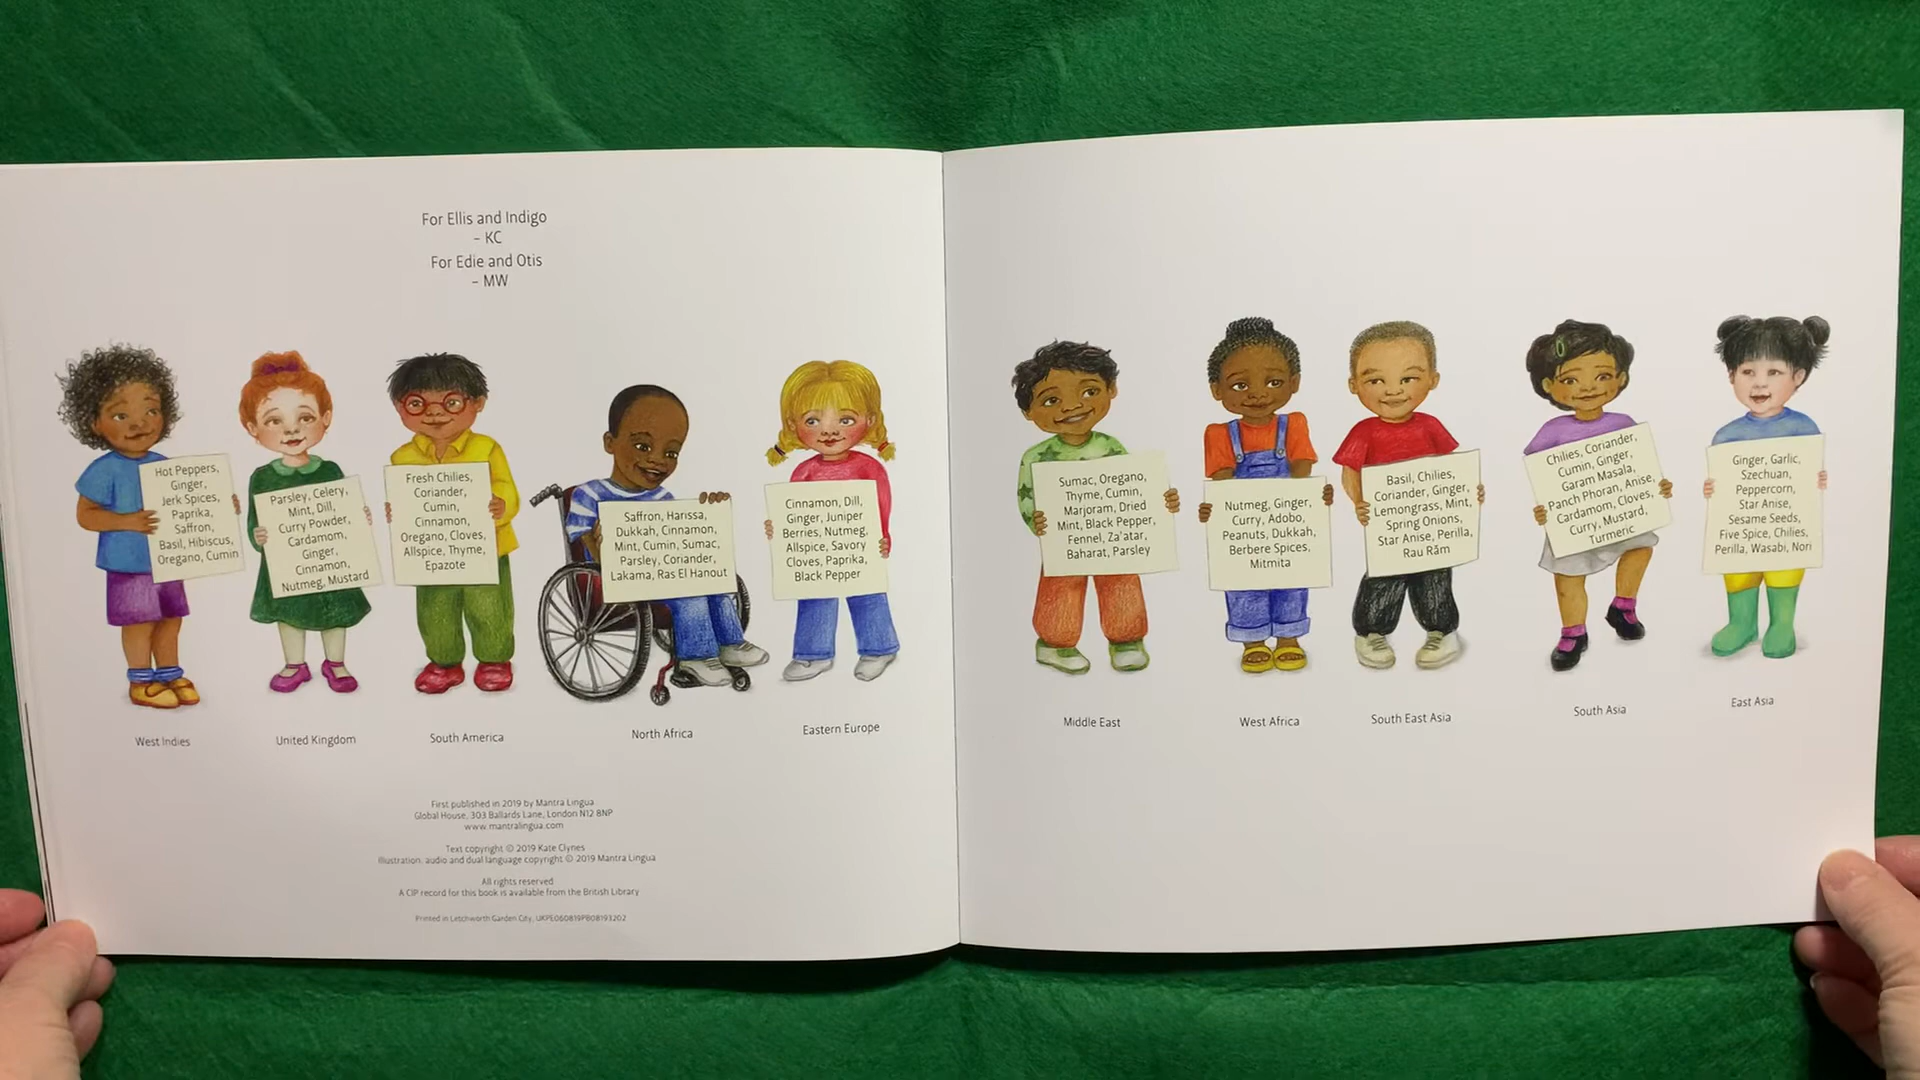 For Ellis and Indigo
– KC
For Edie and Otis
– MW
Hot Peppers,
Ginger,
Jerk Spices,
Paprika,
Saffron,
Basil, Hibiscus,
Oregano, Cumin
West Indies
Parsley, Celery,
Mint, Dill,
Curry Powder,
Cardamom,
Ginger,
Cinnamon,
Nutmeg, Mustard
United Kingdom
Fresh Chilies,
Coriander,
Cumin,
Cinnamon,
Oregano, Cloves,
Allspice, Thyme,
Epazote
South America
Saffron, Harissa,
Dukkah, Cinnamon,
Mint, Cumin, Sumac,
Parsley, Coriander,
Lakama, Ras El Hanout
North Africa
Cinnamon, Dill,
Ginger, Juniper
Berries, Nutmeg,
Allspice, Savory
Cloves, Paprika,
Black Pepper
Eastern Europe
First published in 2019 by Mantra Lingua
Global House, 303 Ballards Lane, London N12 8NP
www.mantralingua.com
Text copyright © 2019 Kate Clynes
Illustration, audio and dual language copyright © 2019 Mantra Lingua
All rights reserved
A CIP record for this book is available from the British Library
Printed in Letchworth Garden City, UKPE060819PB08193202
Sumac, Oregano,
Thyme, Cumin,
Marjoram, Dried
Mint, Black Pepper,
Fennel, Za'atar,
Baharat, Parsley
Middle East
Nutmeg, Ginger,
Curry, Adobo,
Peanuts, Dukkah,
Berbere Spices,
Mitmita
West Africa
Basil, Chilies,
Coriander, Ginger,
Lemongrass, Mint,
Spring Onions,
Star Anise, Perilla,
Rau Răm
South East Asia
Chilies, Coriander,
Cumin, Ginger,
Garam Masala,
Panch Phoran, Anise,
Cardamom, Cloves,
Curry, Mustard,
Turmeric
South Asia
Ginger, Garlic,
Szechuan,
Peppercorn,
Star Anise,
Sesame Seeds,
Five Spice, Chilies,
Perilla, Wasabi, Nori
East Asia